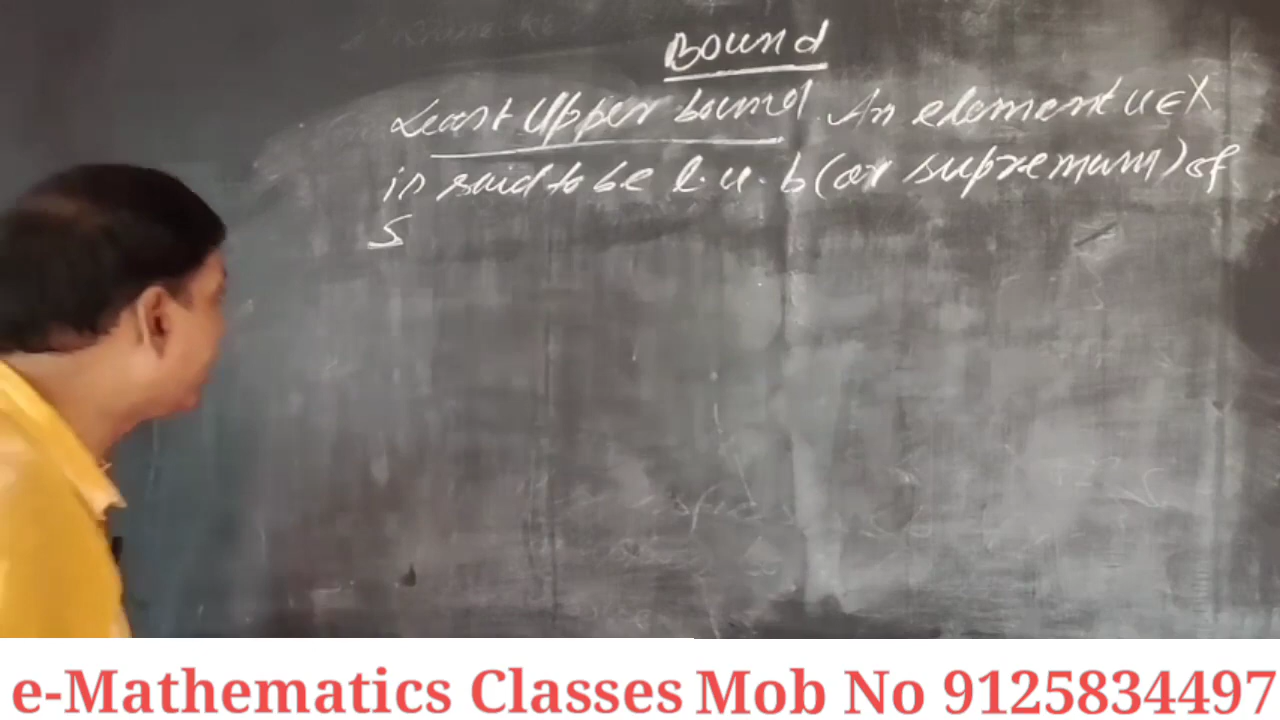 Bound
Least Upper bound. An element u ∈ X
is said to be l.u.b (or supremum) of
S
e-Mathematics Classes Mob No 9125834497